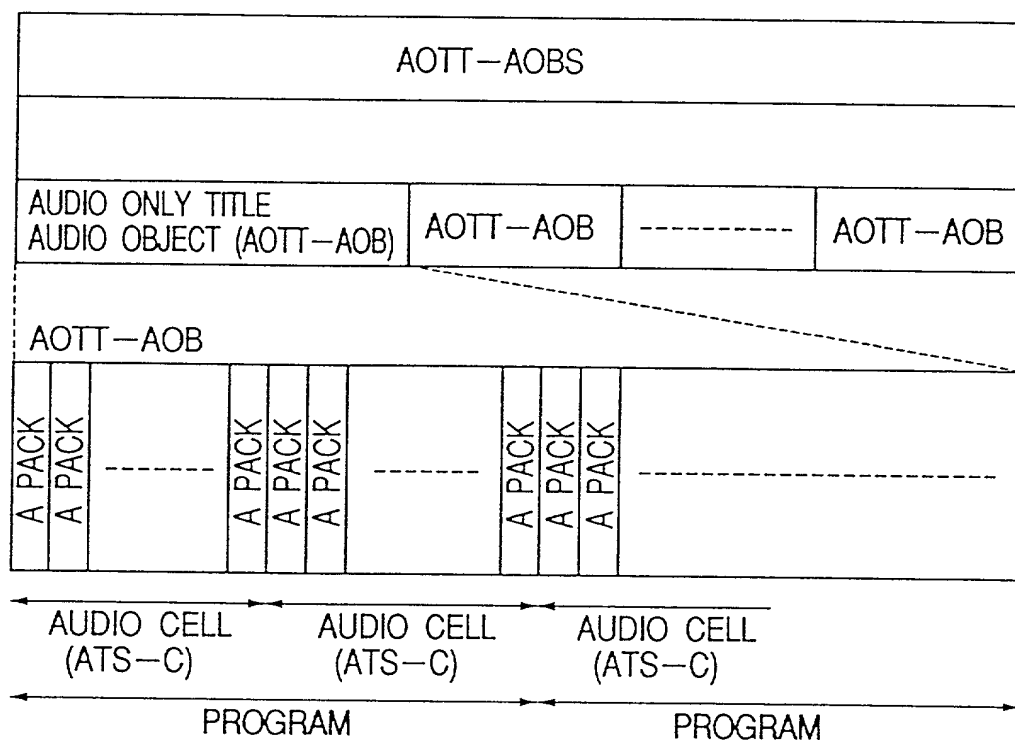 AOTT-AOBS
AUDIO ONLY TITLE
AUDIO OBJECT (AOTT-AOB)
AOTT-AOB
AOTT-AOB
AOTT-AOB
A PACK
A PACK
A PACK
A PACK
A PACK
A PACK
A PACK
A PACK
AUDIO CELL
(ATS-C)
AUDIO CELL
(ATS-C)
AUDIO CELL
(ATS-C)
PROGRAM
PROGRAM